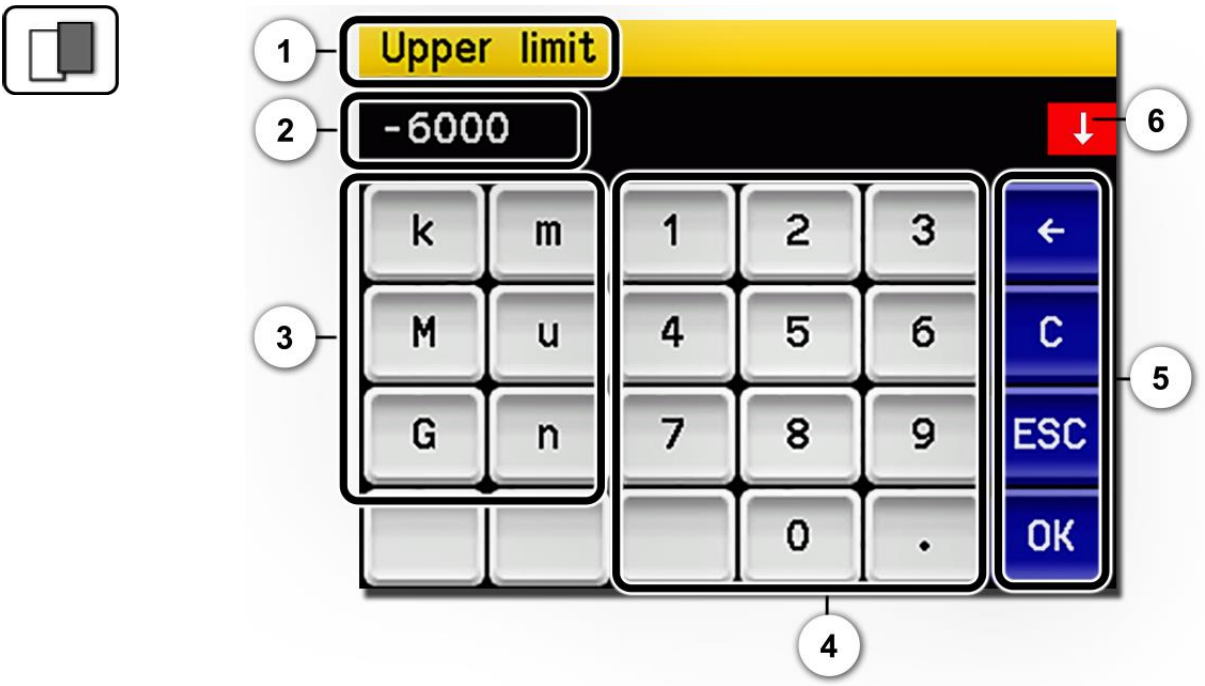 1 Upper limit
2 -6000 ↓ 6
k m 1 2 3 ←
3 M u 4 5 6 C
5
G n 7 8 9 ESC
0 . OK
4